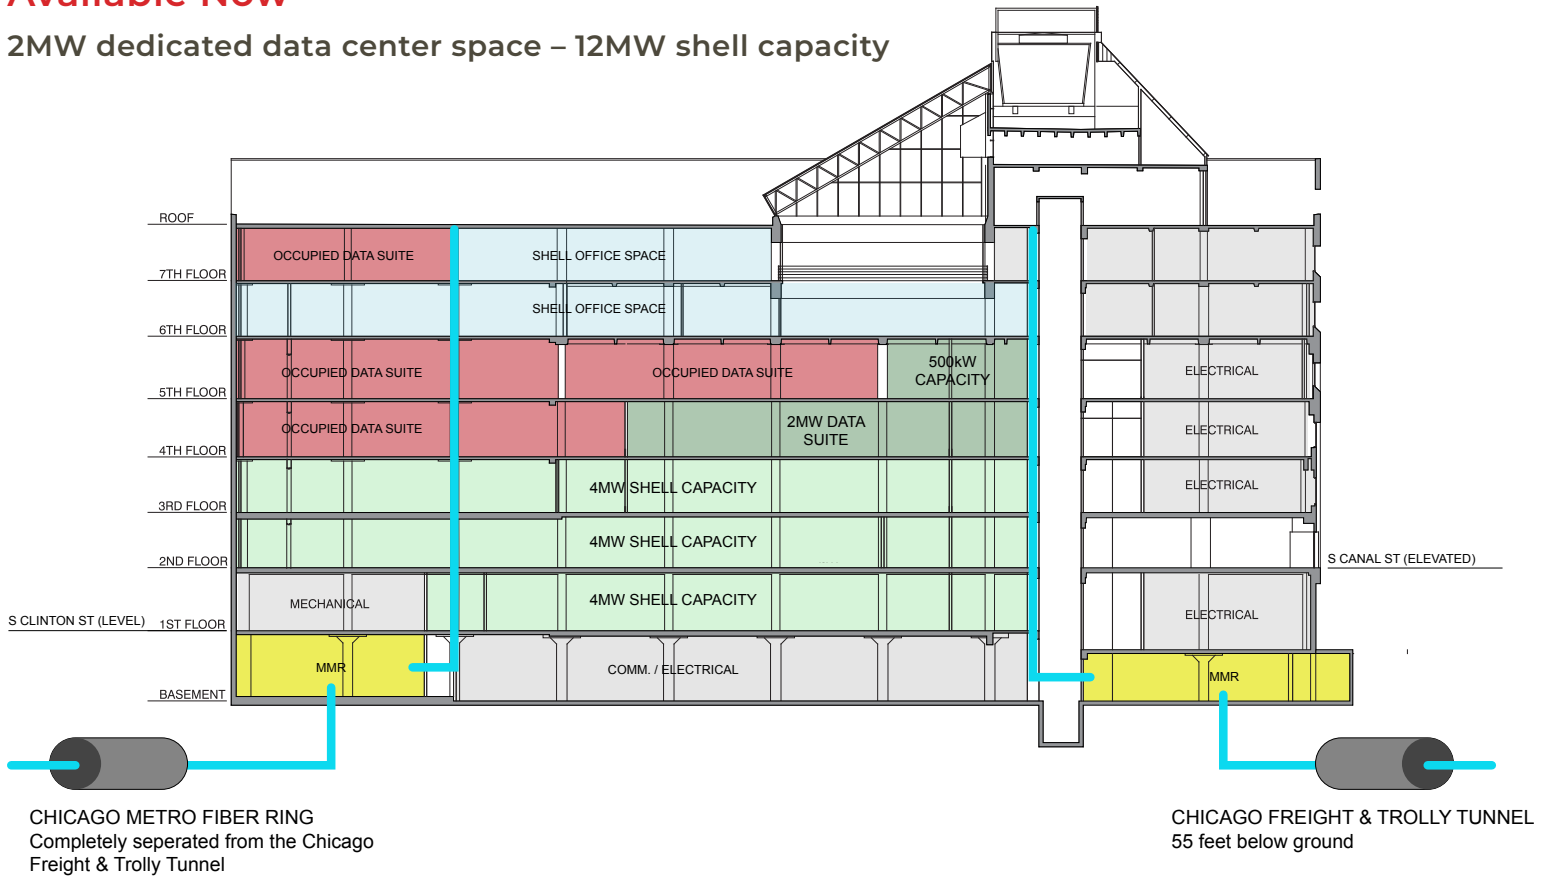 Available Now
2MW dedicated data center space – 12MW shell capacity
ROOF
OCCUPIED DATA SUITE
SHELL OFFICE SPACE
7TH FLOOR
SHELL OFFICE SPACE
6TH FLOOR
OCCUPIED DATA SUITE
OCCUPIED DATA SUITE
500kW
CAPACITY
ELECTRICAL
5TH FLOOR
OCCUPIED DATA SUITE
2MW DATA
SUITE
ELECTRICAL
4TH FLOOR
4MW SHELL CAPACITY
ELECTRICAL
3RD FLOOR
4MW SHELL CAPACITY
2ND FLOOR
S CANAL ST (ELEVATED)
MECHANICAL
4MW SHELL CAPACITY
ELECTRICAL
S CLINTON ST (LEVEL)
1ST FLOOR
MMR
COMM. / ELECTRICAL
MMR
BASEMENT
CHICAGO METRO FIBER RING
Completely seperated from the Chicago
Freight & Trolly Tunnel
CHICAGO FREIGHT & TROLLY TUNNEL
55 feet below ground